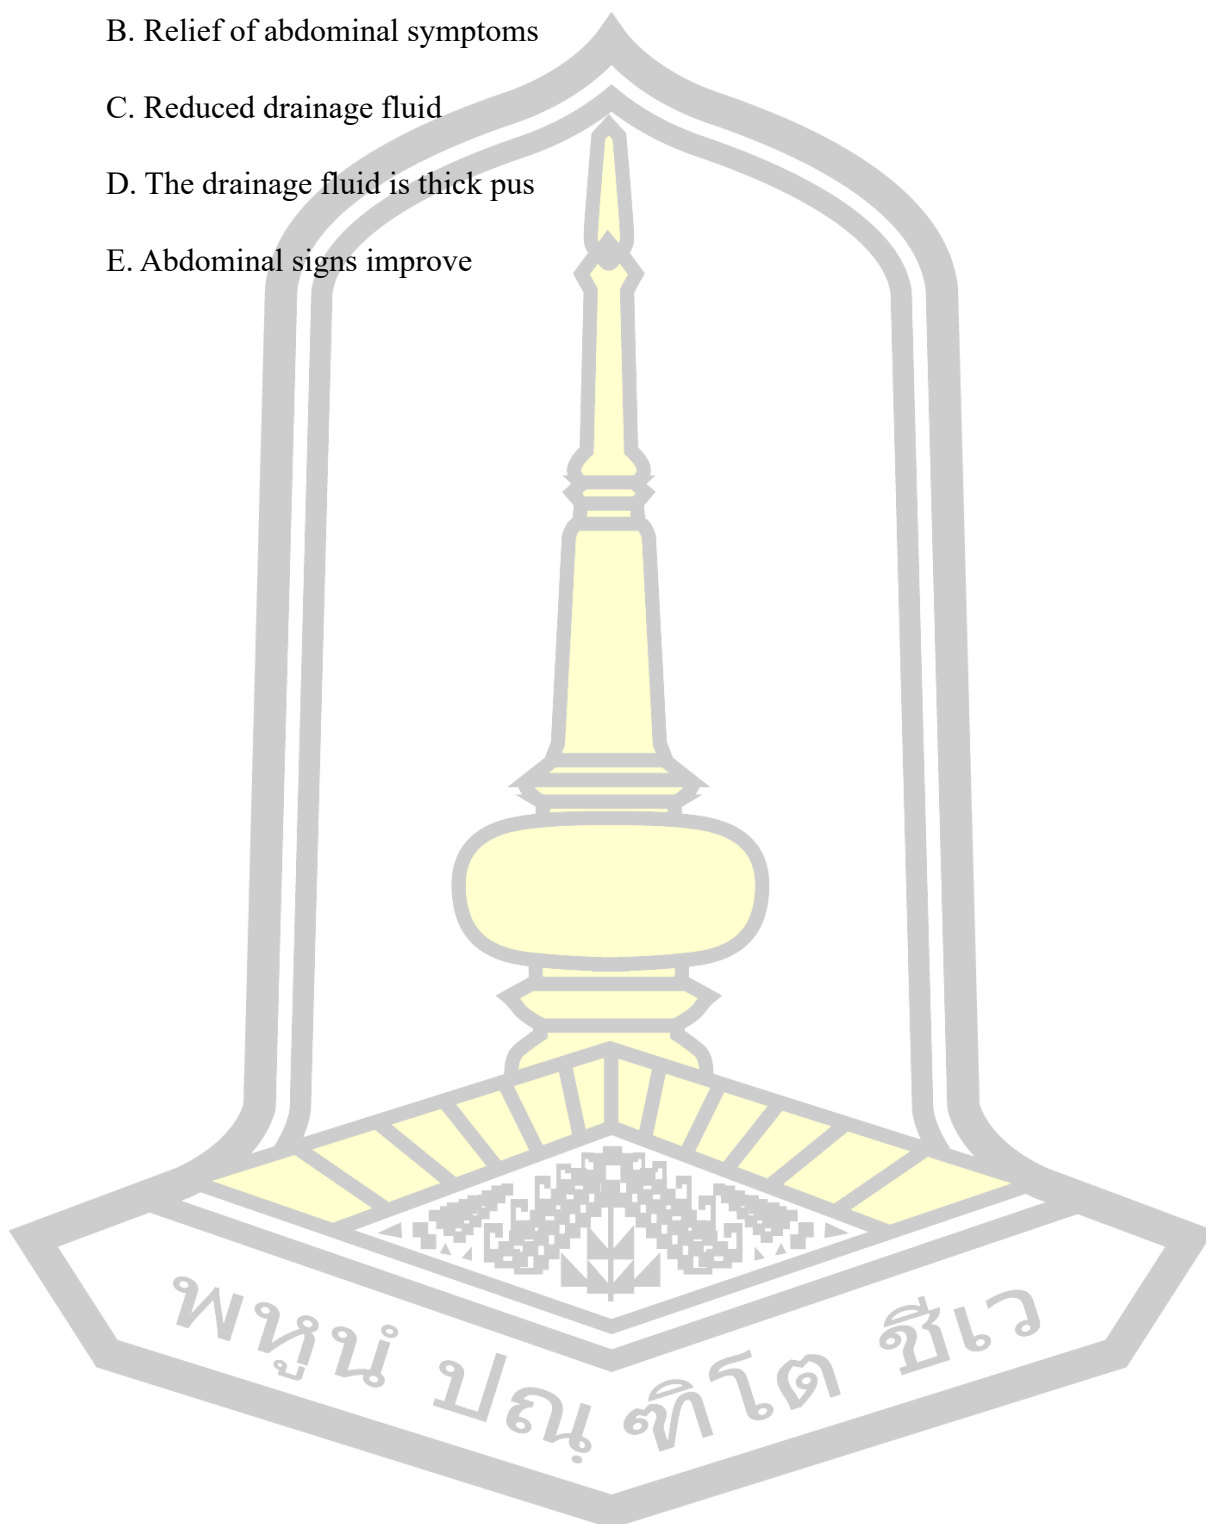 B. Relief of abdominal symptoms
C. Reduced drainage fluid
D. The drainage fluid is thick pus
E. Abdominal signs improve
พหูนํ ปณฺ ฑิโต ชีเว